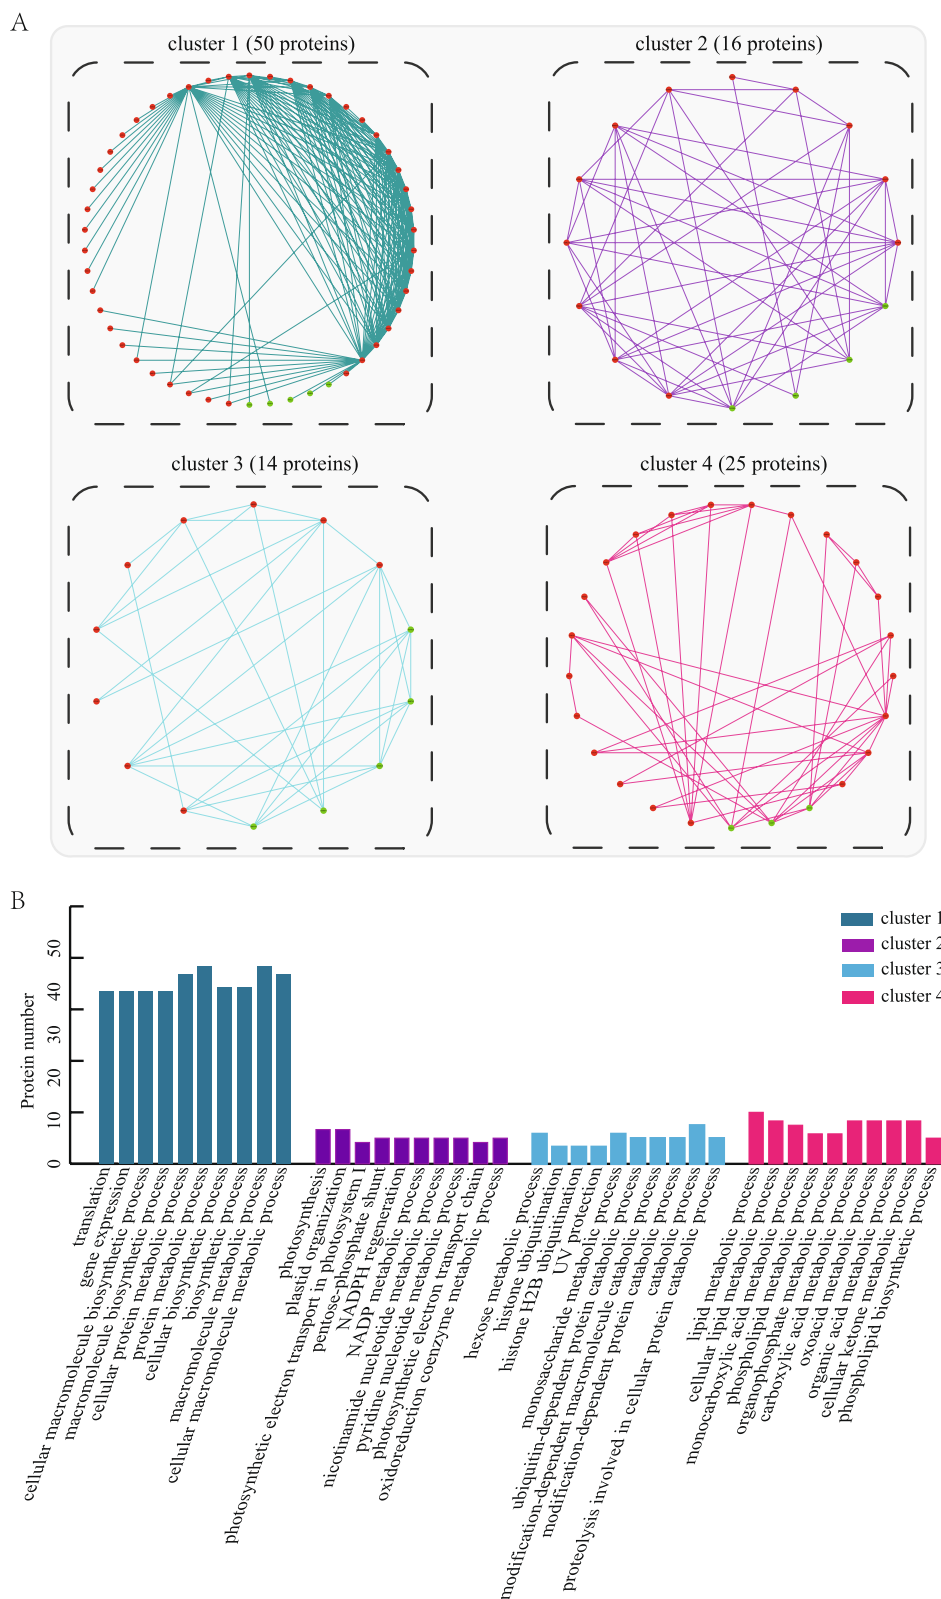 A
cluster 1 (50 proteins)
cluster 2 (16 proteins)
cluster 3 (14 proteins)
cluster 4 (25 proteins)
B
Protein number
50
40
30
20
10
0
cluster 1
cluster 2
cluster 3
cluster 4
translation
gene expression
cellular macromolecule biosynthetic process
macromolecule biosynthetic process
cellular protein metabolic process
protein metabolic process
cellular biosynthetic process
biosynthetic process
macromolecule metabolic process
cellular macromolecule metabolic process
photosynthesis
plastid organization
photosynthetic electron transport in photosystem I
pentose-phosphate shunt
NADPH regeneration
NADP metabolic process
nicotinamide nucleotide metabolic process
pyridine nucleotide metabolic process
photosynthetic electron transport chain
oxidoreduction coenzyme metabolic process
hexose metabolic process
histone ubiquitination
histone H2B ubiquitination
UV protection
monosaccharide metabolic process
ubiquitin-dependent protein catabolic process
modification-dependent macromolecule catabolic process
modification-dependent protein catabolic process
catabolic process
proteolysis involved in cellular protein catabolic process
lipid metabolic process
cellular lipid metabolic process
monocarboxylic acid metabolic process
phospholipid metabolic process
organophosphate metabolic process
carboxylic acid metabolic process
oxoacid metabolic process
organic acid metabolic process
cellular ketone metabolic process
phospholipid biosynthetic process